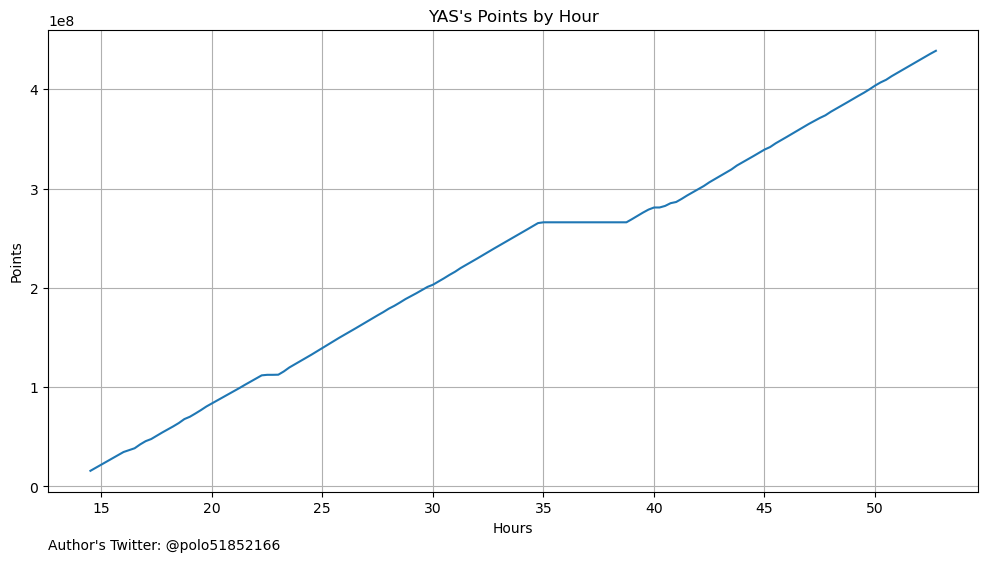 YAS's Points by Hour
1e8
4
3
2
1
0
Points
15 20 25 30 35 40 45 50
Hours
Author's Twitter: @polo51852166